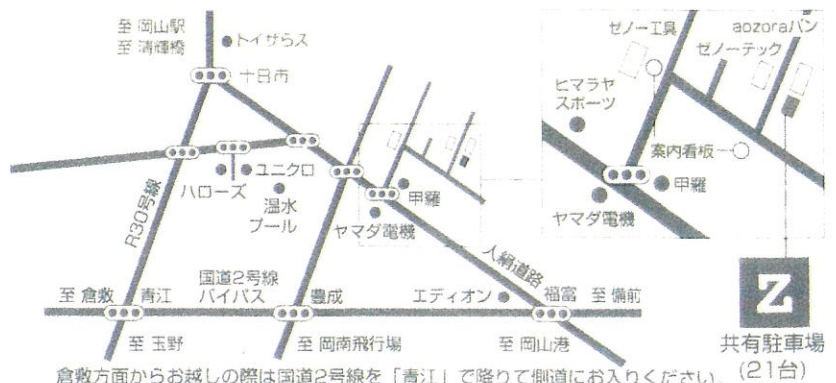 至 岡山駅
至 清輝橋
トイザらス
十日市
ハローズ
ユニクロ
温水
プール
R30号線
甲羅
ヤマダ電機
人絹道路
国道2号線
バイパス
至 倉敷
青江
豊成
エディオン
福富
至 備前
至 玉野
至 岡南飛行場
至 岡山港
ゼノー工具
aozoraパン
ゼノーテック
ヒマラヤ
スポーツ
案内看板
甲羅
ヤマダ電機
Z
共有駐車場
(21台)
倉敷方面からお越しの際は国道2号線を「青江」で降りて側道にお入りください。